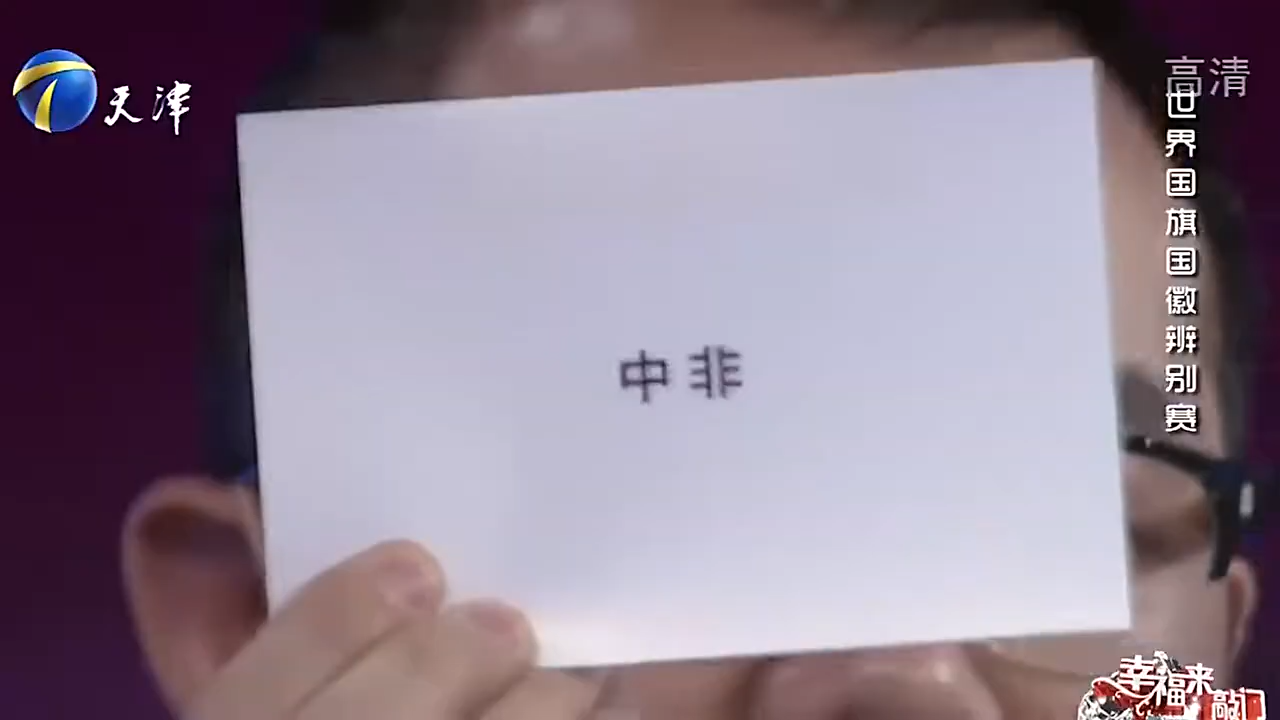 天津
高清
世界国旗国徽辨别赛
中非
幸福来敲门